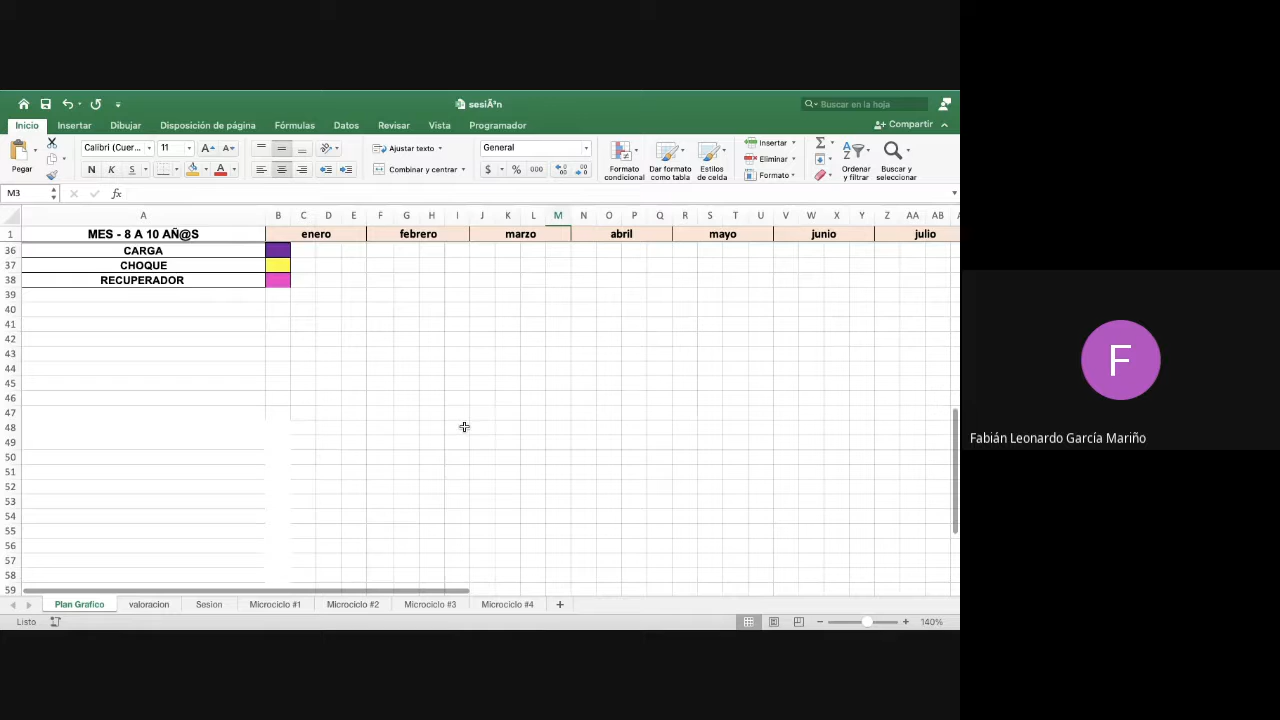 sesiÃ³n
Buscar en la hoja
Inicio Insertar Dibujar Disposición de página Fórmulas Datos Revisar Vista Programador
Compartir
Pegar
Calibri (Cuer... 11
N K S
Ajustar texto
Combinar y centrar
General
$ % 000
Formato condicional
Dar formato como tabla
Estilos de celda
Insertar
Eliminar
Formato
Ordenar y filtrar
Buscar y seleccionar
M3 fx
A B C D E F G H I J K L M N O P Q R S T U V W X Y Z AA AB
1 MES - 8 A 10 AÑ@S enero febrero marzo abril mayo junio julio
36 CARGA
37 CHOQUE
38 RECUPERADOR
39
40
41
42
43
44
45
46
47
48
49
50
51
52
53
54
55
56
57
58
59
Plan Grafico valoracion Sesion Microciclo #1 Microciclo #2 Microciclo #3 Microciclo #4
Listo 140%
F
Fabián Leonardo García Mariño